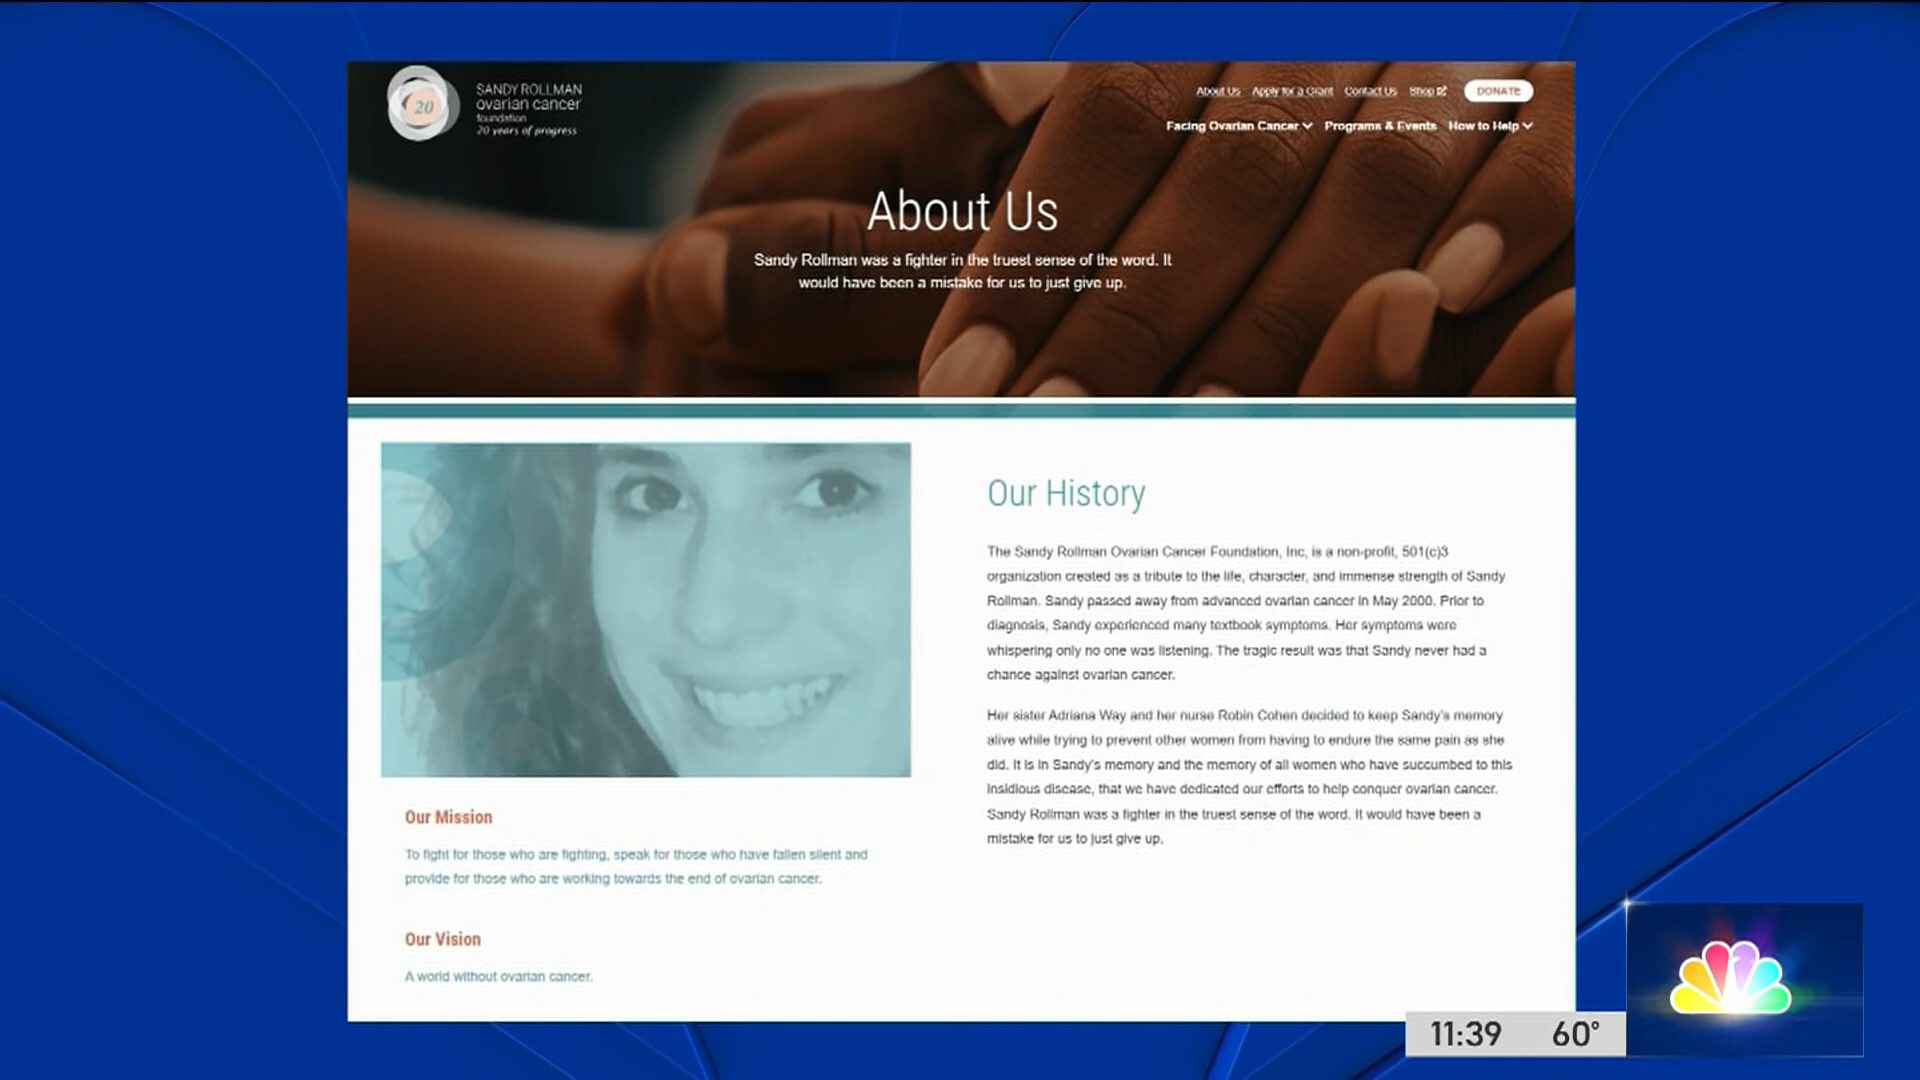 20
SANDY ROLLMAN
ovarian cancer
foundation
20 years of progress
About Us Apply for a Grant Contact Us Shop DONATE
Facing Ovarian Cancer Programs & Events How to Help
About Us
Sandy Rollman was a fighter in the truest sense of the word. It
would have been a mistake for us to just give up.
Our Mission
To fight for those who are fighting, speak for those who have fallen silent and
provide for those who are working towards the end of ovarian cancer.
Our Vision
A world without ovarian cancer.
Our History
The Sandy Rollman Ovarian Cancer Foundation, Inc, is a non-profit, 501(c)3
organization created as a tribute to the life, character, and immense strength of Sandy
Rollman. Sandy passed away from advanced ovarian cancer in May 2000. Prior to
diagnosis, Sandy experienced many textbook symptoms. Her symptoms were
whispering only no one was listening. The tragic result was that Sandy never had a
chance against ovarian cancer.
Her sister Adriana Way and her nurse Robin Cohen decided to keep Sandy's memory
alive while trying to prevent other women from having to endure the same pain as she
did. It is in Sandy's memory and the memory of all women who have succumbed to this
insidious disease, that we have dedicated our efforts to help conquer ovarian cancer.
Sandy Rollman was a fighter in the truest sense of the word. It would have been a
mistake for us to just give up.
11:39 60°